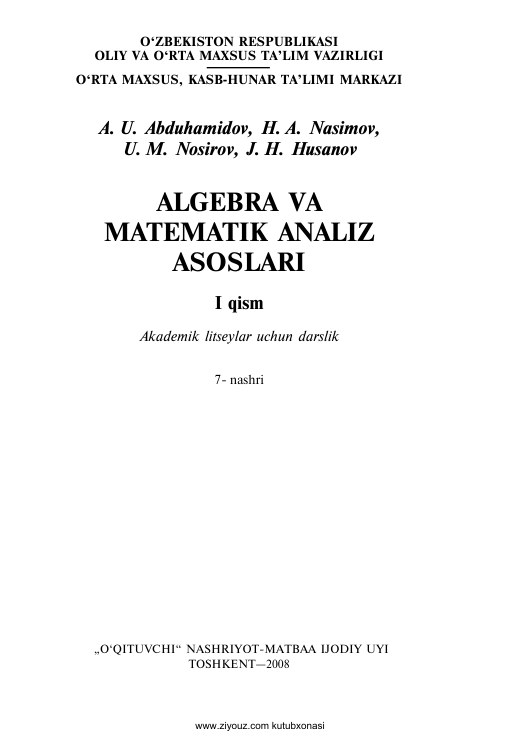 O‘ZBEKISTON RESPUBLIKASI
OLIY VA O‘RTA MAXSUS TA’LIM VAZIRLIGI
O‘RTA MAXSUS, KASB-HUNAR TA’LIMI MARKAZI
A. U. Abduhamidov, H. A. Nasimov,
U. M. Nosirov, J. H. Husanov
ALGEBRA VA
MATEMATIK ANALIZ
ASOSLARI
I qism
Akademik litseylar uchun darslik
7- nashri
„O‘QITUVCHI“ NASHRIYOT-MATBAA IJODIY UYI
TOSHKENT—2008
www.ziyouz.com kutubxonasi